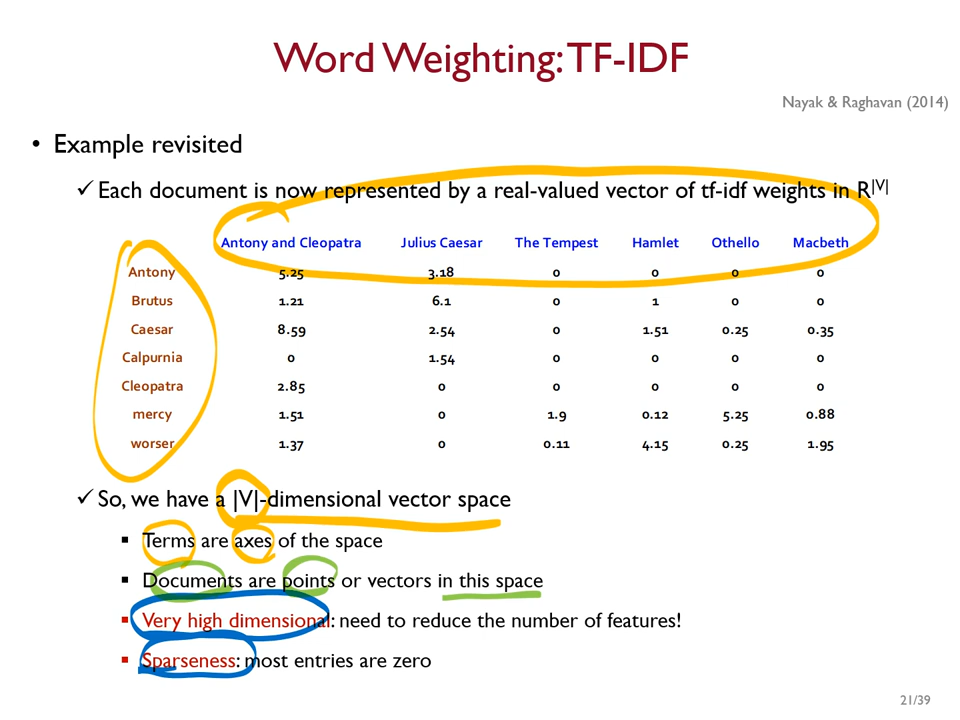 Word Weighting: TF-IDF
Nayak & Raghavan (2014)
• Example revisited
✓ Each document is now represented by a real-valued vector of tf-idf weights in R|V|
Antony and Cleopatra Julius Caesar The Tempest Hamlet Othello Macbeth
Antony 5.25 3.18 0 0 0 0
Brutus 1.21 6.1 0 1 0 0
Caesar 8.59 2.54 0 1.51 0.25 0.35
Calpurnia 0 1.54 0 0 0 0
Cleopatra 2.85 0 0 0 0 0
mercy 1.51 0 1.9 0.12 5.25 0.88
worser 1.37 0 0.11 4.15 0.25 1.95
✓ So, we have a |V|-dimensional vector space
▪ Terms are axes of the space
▪ Documents are points or vectors in this space
▪ Very high dimensional: need to reduce the number of features!
▪ Sparseness: most entries are zero
21/39